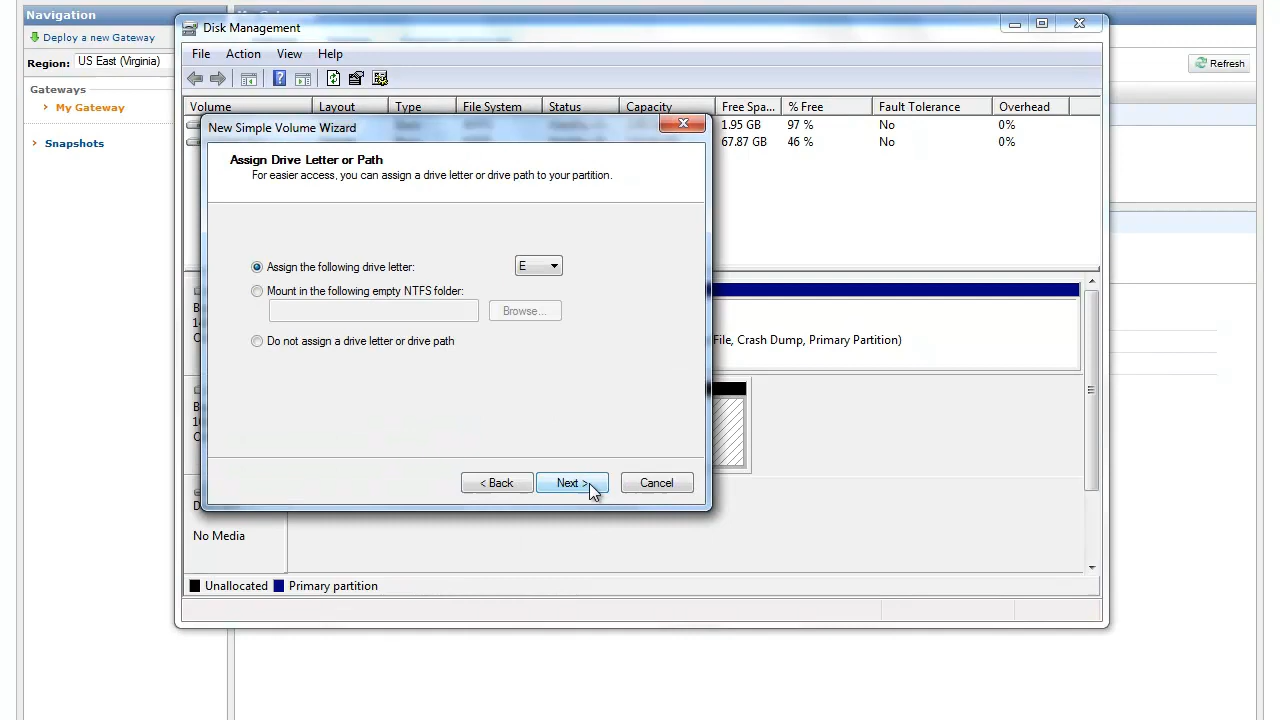 Navigation
Deploy a new Gateway
Region: US East (Virginia)
Gateways
My Gateway
Snapshots
Refresh
Disk Management
File Action View Help
Volume Layout Type File System Status Capacity Free Spa... % Free Fault Tolerance Overhead
1.95 GB 97 % No 0%
67.87 GB 46 % No 0%
New Simple Volume Wizard
Assign Drive Letter or Path
For easier access, you can assign a drive letter or drive path to your partition.
Assign the following drive letter: E
Mount in the following empty NTFS folder:
Browse...
Do not assign a drive letter or drive path
File, Crash Dump, Primary Partition)
< Back Next > Cancel
No Media
Unallocated Primary partition